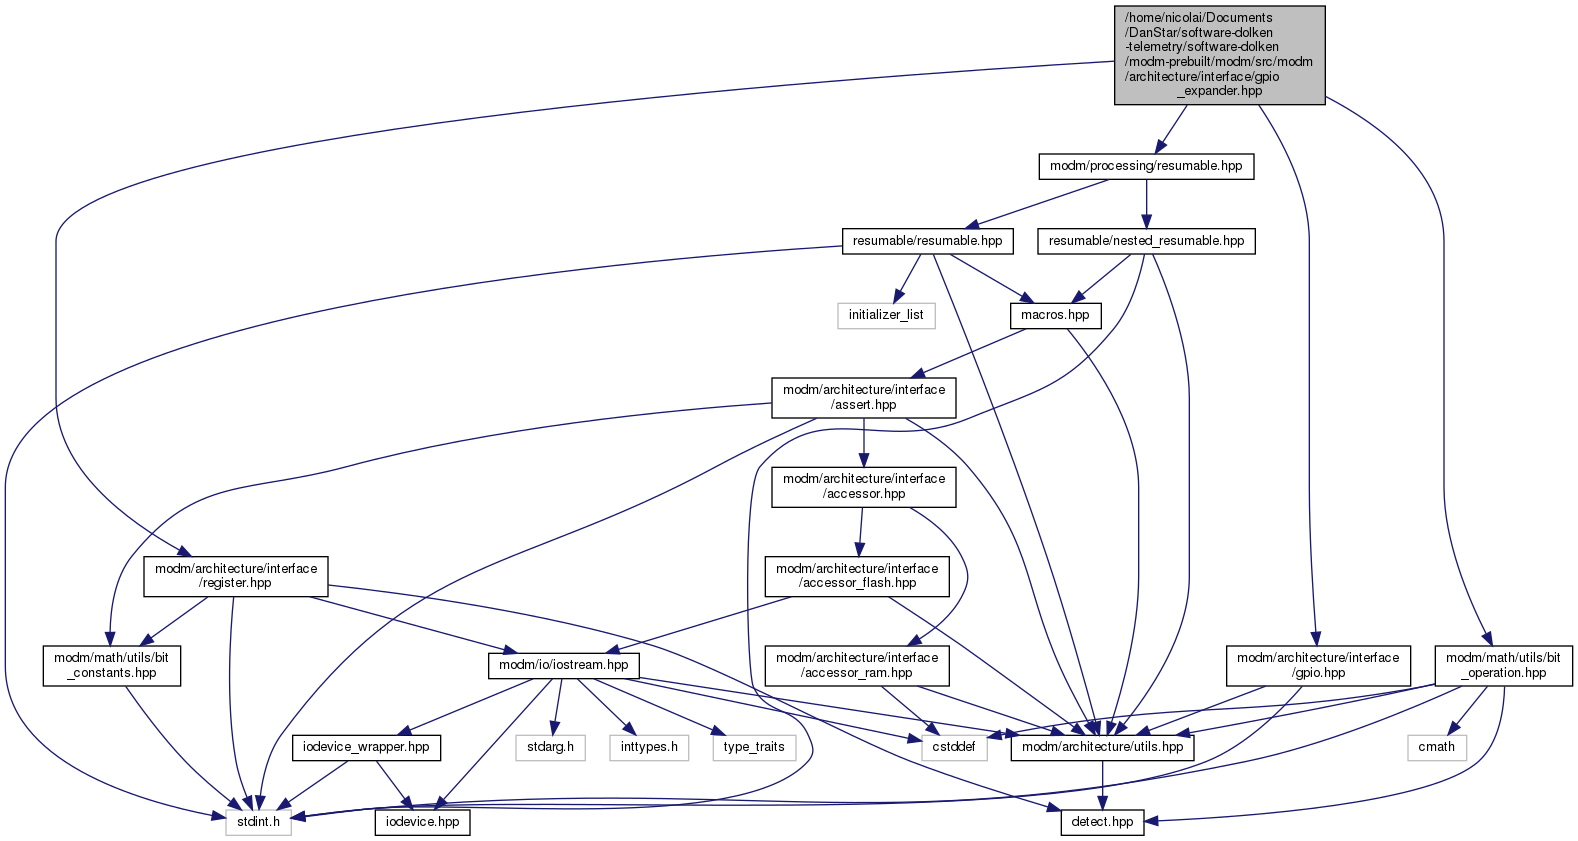 /home/nicolai/Documents
/DanStar/software-dolken
-telemetry/software-dolken
/modm-prebuilt/modm/src/modm
/architecture/interface/gpio
_expander.hpp
modm/processing/resumable.hpp
resumable/resumable.hpp
resumable/nested_resumable.hpp
initializer_list
macros.hpp
modm/architecture/interface
/assert.hpp
modm/architecture/interface
/accessor.hpp
modm/architecture/interface
/register.hpp
modm/architecture/interface
/accessor_flash.hpp
modm/math/utils/bit
_constants.hpp
modm/io/iostream.hpp
modm/architecture/interface
/accessor_ram.hpp
modm/architecture/interface
/gpio.hpp
modm/math/utils/bit
_operation.hpp
iodevice_wrapper.hpp
stdarg.h
inttypes.h
type_traits
cstddef
modm/architecture/utils.hpp
cmath
stdint.h
iodevice.hpp
detect.hpp